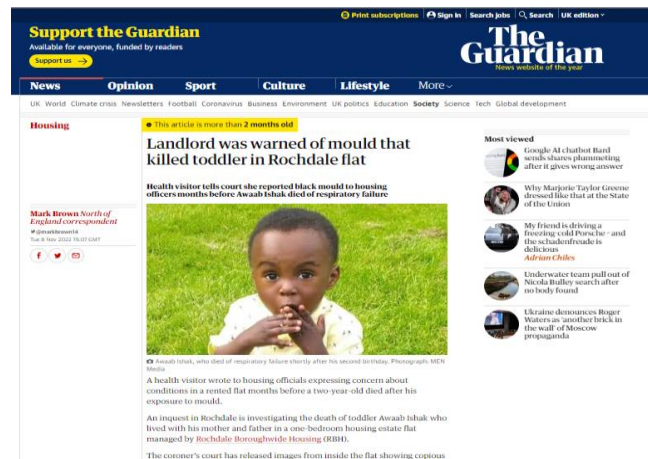 Print subscriptions Sign in Search jobs Search UK edition
Support the Guardian
Available for everyone, funded by readers
Support us
The Guardian
News website of the year
News Opinion Sport Culture Lifestyle More
UK World Climate crisis Newsletters Football Coronavirus Business Environment UK politics Education Society Science Tech Global development
Housing
This article is more than 2 months old
Landlord was warned of mould that
killed toddler in Rochdale flat
Health visitor tells court she reported black mould to housing
officers months before Awaab Ishak died of respiratory failure
Mark Brown North of
England correspondent
@markbrown14
Tue 8 Nov 2022 15.07 GMT
Awaab Ishak, who died of respiratory failure shortly after his second birthday. Photograph: MEN
Media
A health visitor wrote to housing officials expressing concern about
conditions in a rented flat months before a two-year-old died after his
exposure to mould.
An inquest in Rochdale is investigating the death of toddler Awaab Ishak who
lived with his mother and father in a one-bedroom housing estate flat
managed by Rochdale Boroughwide Housing (RBH).
The coroner's court has released images from inside the flat showing copious
Most viewed
Google AI chatbot Bard
sends shares plummeting
after it gives wrong answer
Why Marjorie Taylor Greene
dressed like that at the State
of the Union
My friend is driving a
freezing-cold Porsche – and
the schadenfreude is
delicious
Adrian Chiles
Underwater team pull out of
Nicola Bulley search after
no body found
Ukraine denounces Roger
Waters as 'another brick in
the wall' of Moscow
propaganda